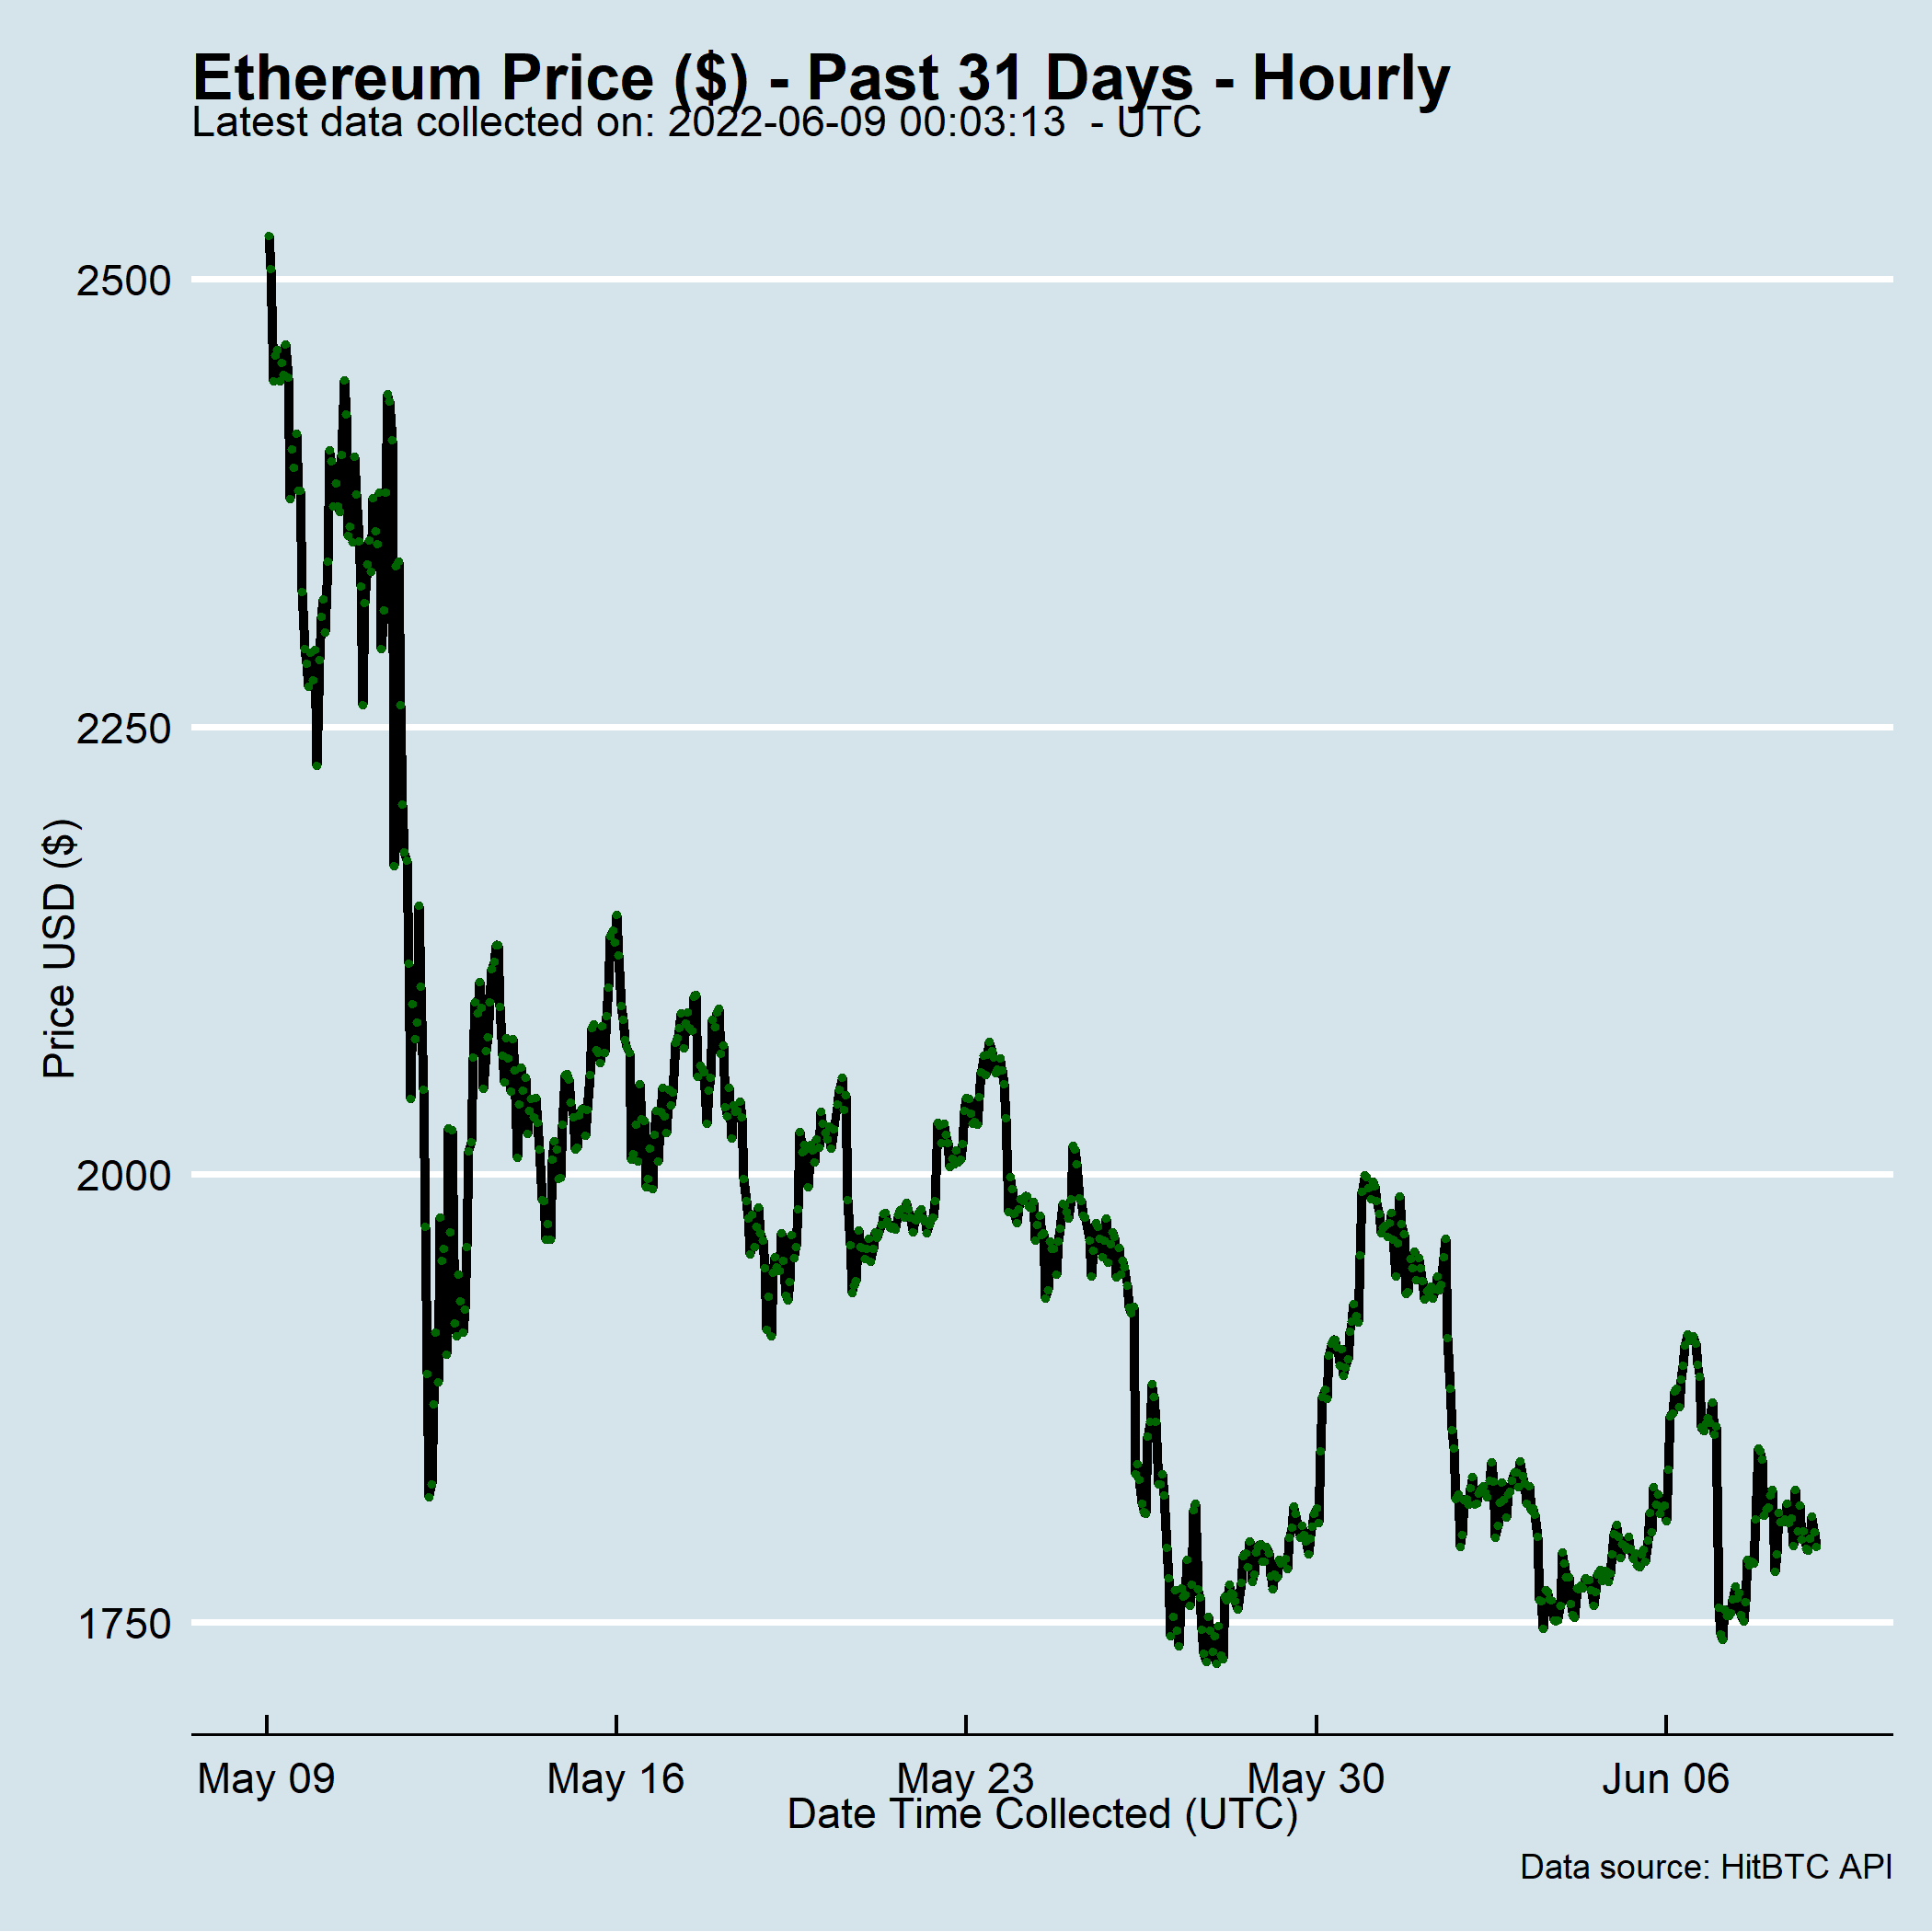 Ethereum Price ($) - Past 31 Days - Hourly
Latest data collected on: 2022-06-09 00:03:13  - UTC
2500
2250
2000
1750
Price USD ($)
May 09 May 16 May 23 May 30 Jun 06
Date Time Collected (UTC)
Data source: HitBTC API